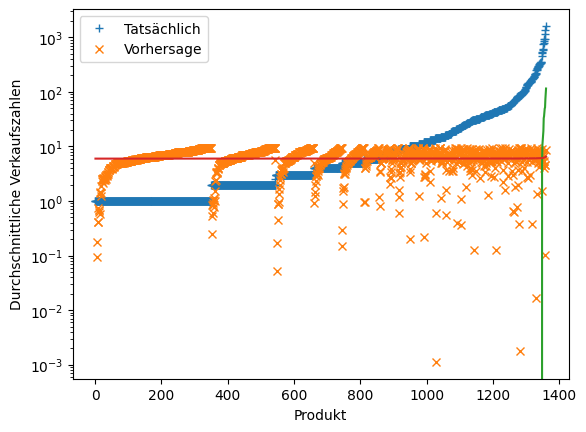 Tatsächlich
Vorhersage
Durchschnittliche Verkaufszahlen
10³
10²
10¹
10⁰
10⁻¹
10⁻²
10⁻³
0 200 400 600 800 1000 1200 1400
Produkt